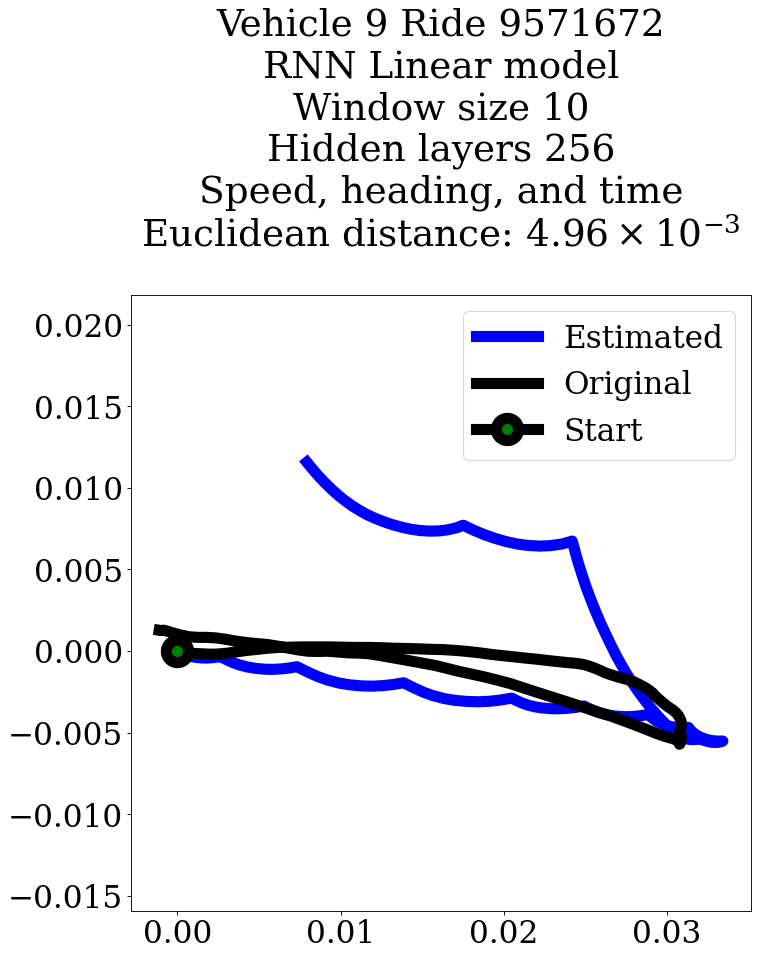 Vehicle 9 Ride 9571672
RNN Linear model
Window size 10
Hidden layers 256
Speed, heading, and time
Euclidean distance: 4.96 × 10⁻³
Estimated
Original
Start
0.020
0.015
0.010
0.005
0.000
−0.005
−0.010
−0.015
0.00 0.01 0.02 0.03